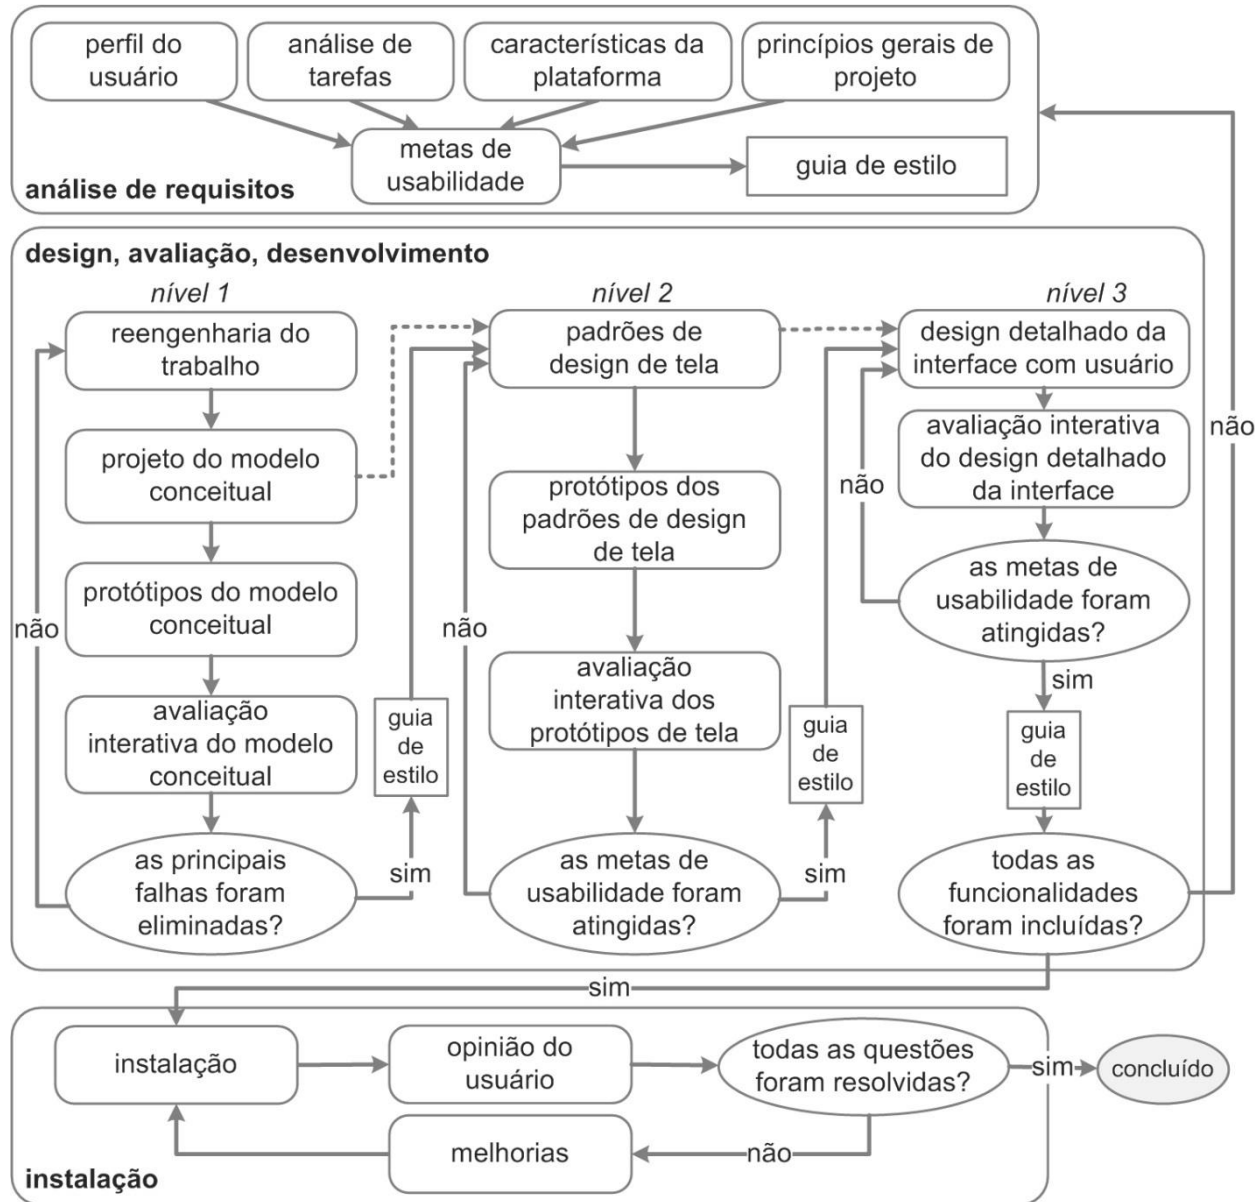 perfil do
usuário
análise de
tarefas
características da
plataforma
princípios gerais de
projeto
metas de
usabilidade
guia de estilo
análise de requisitos
não
design, avaliação, desenvolvimento
nível 1
reengenharia do
trabalho
projeto do modelo
conceitual
protótipos do modelo
conceitual
não
avaliação
interativa do modelo
conceitual
as principais
falhas foram
eliminadas?
sim
guia
de
estilo
nível 2
padrões de
design de tela
protótipos dos
padrões de design
de tela
não
avaliação
interativa dos
protótipos de tela
as metas de
usabilidade foram
atingidas?
sim
guia
de
estilo
nível 3
design detalhado da
interface com usuário
avaliação interativa
do design detalhado
da interface
não
as metas de
usabilidade foram
atingidas?
sim
guia
de
estilo
todas as
funcionalidades
foram incluídas?
sim
instalação
opinião do
usuário
todas as questões
foram resolvidas?
sim
concluído
melhorias
não
instalação